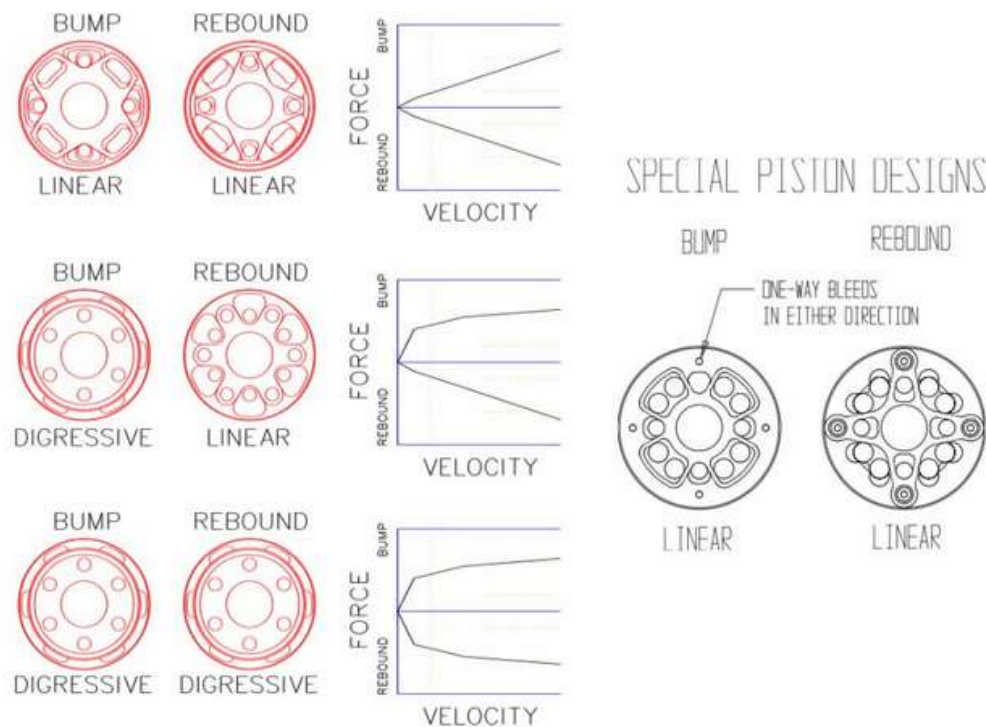 BUMP REBOUND
LINEAR LINEAR
FORCE
BUMP
REBOUND
VELOCITY
BUMP REBOUND
DIGRESSIVE LINEAR
FORCE
BUMP
REBOUND
VELOCITY
BUMP REBOUND
DIGRESSIVE DIGRESSIVE
FORCE
BUMP
REBOUND
VELOCITY
SPECIAL PISTON DESIGNS
BUMP REBOUND
ONE-WAY BLEEDS
IN EITHER DIRECTION
LINEAR LINEAR